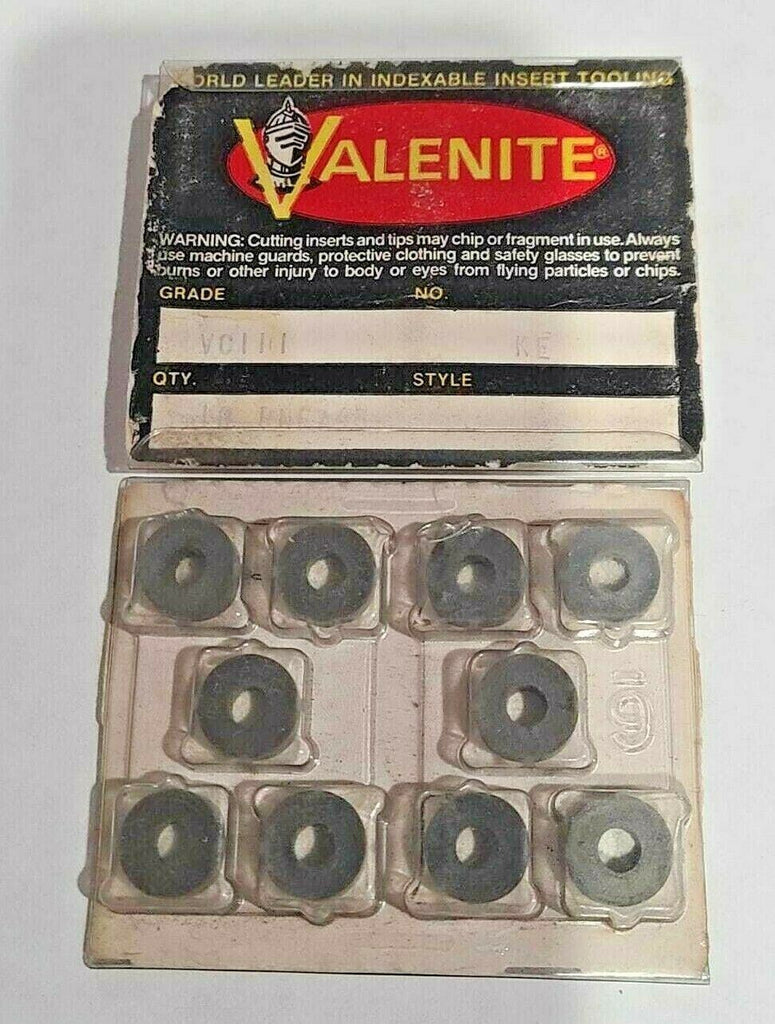 WORLD LEADER IN INDEXABLE INSERT TOOLING
VALENITE®
WARNING: Cutting inserts and tips may chip or fragment in use. Always
use machine guards, protective clothing and safety glasses to prevent
burns or other injury to body or eyes from flying particles or chips.
GRADE NO.
VC111 KE
QTY. STYLE